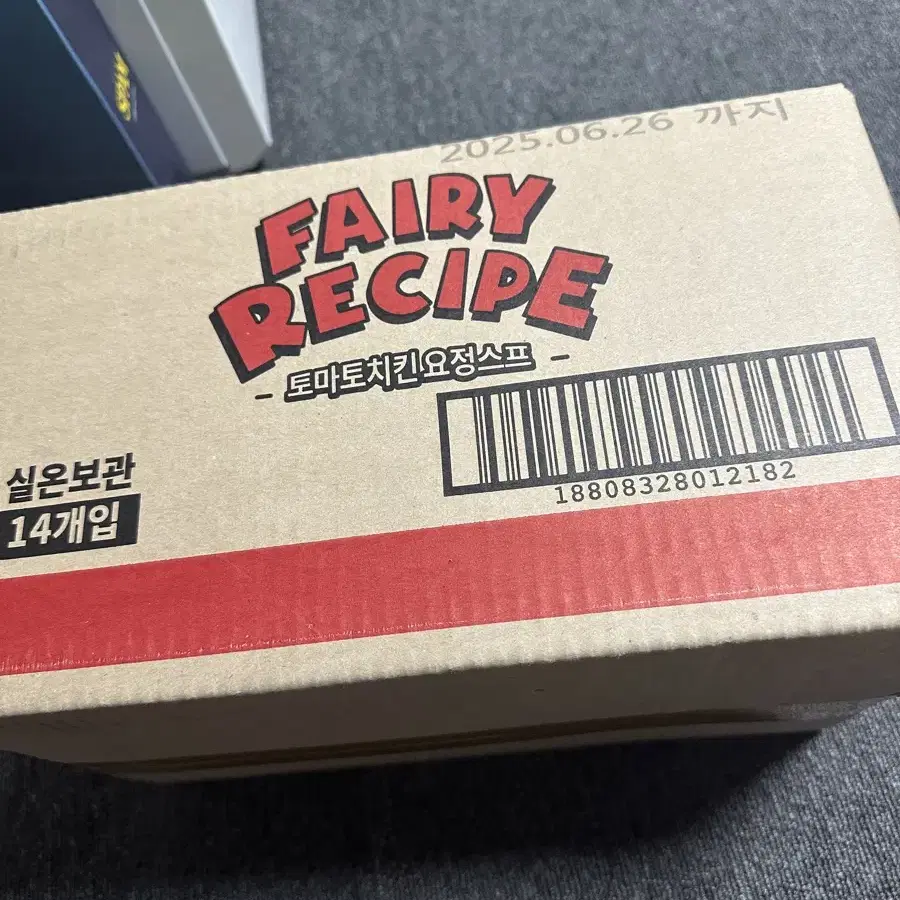 2025.06.26 까지
FAIRY
RECIPE
- 토마토치킨요정스프 -
18808328012182
실온보관
14개입